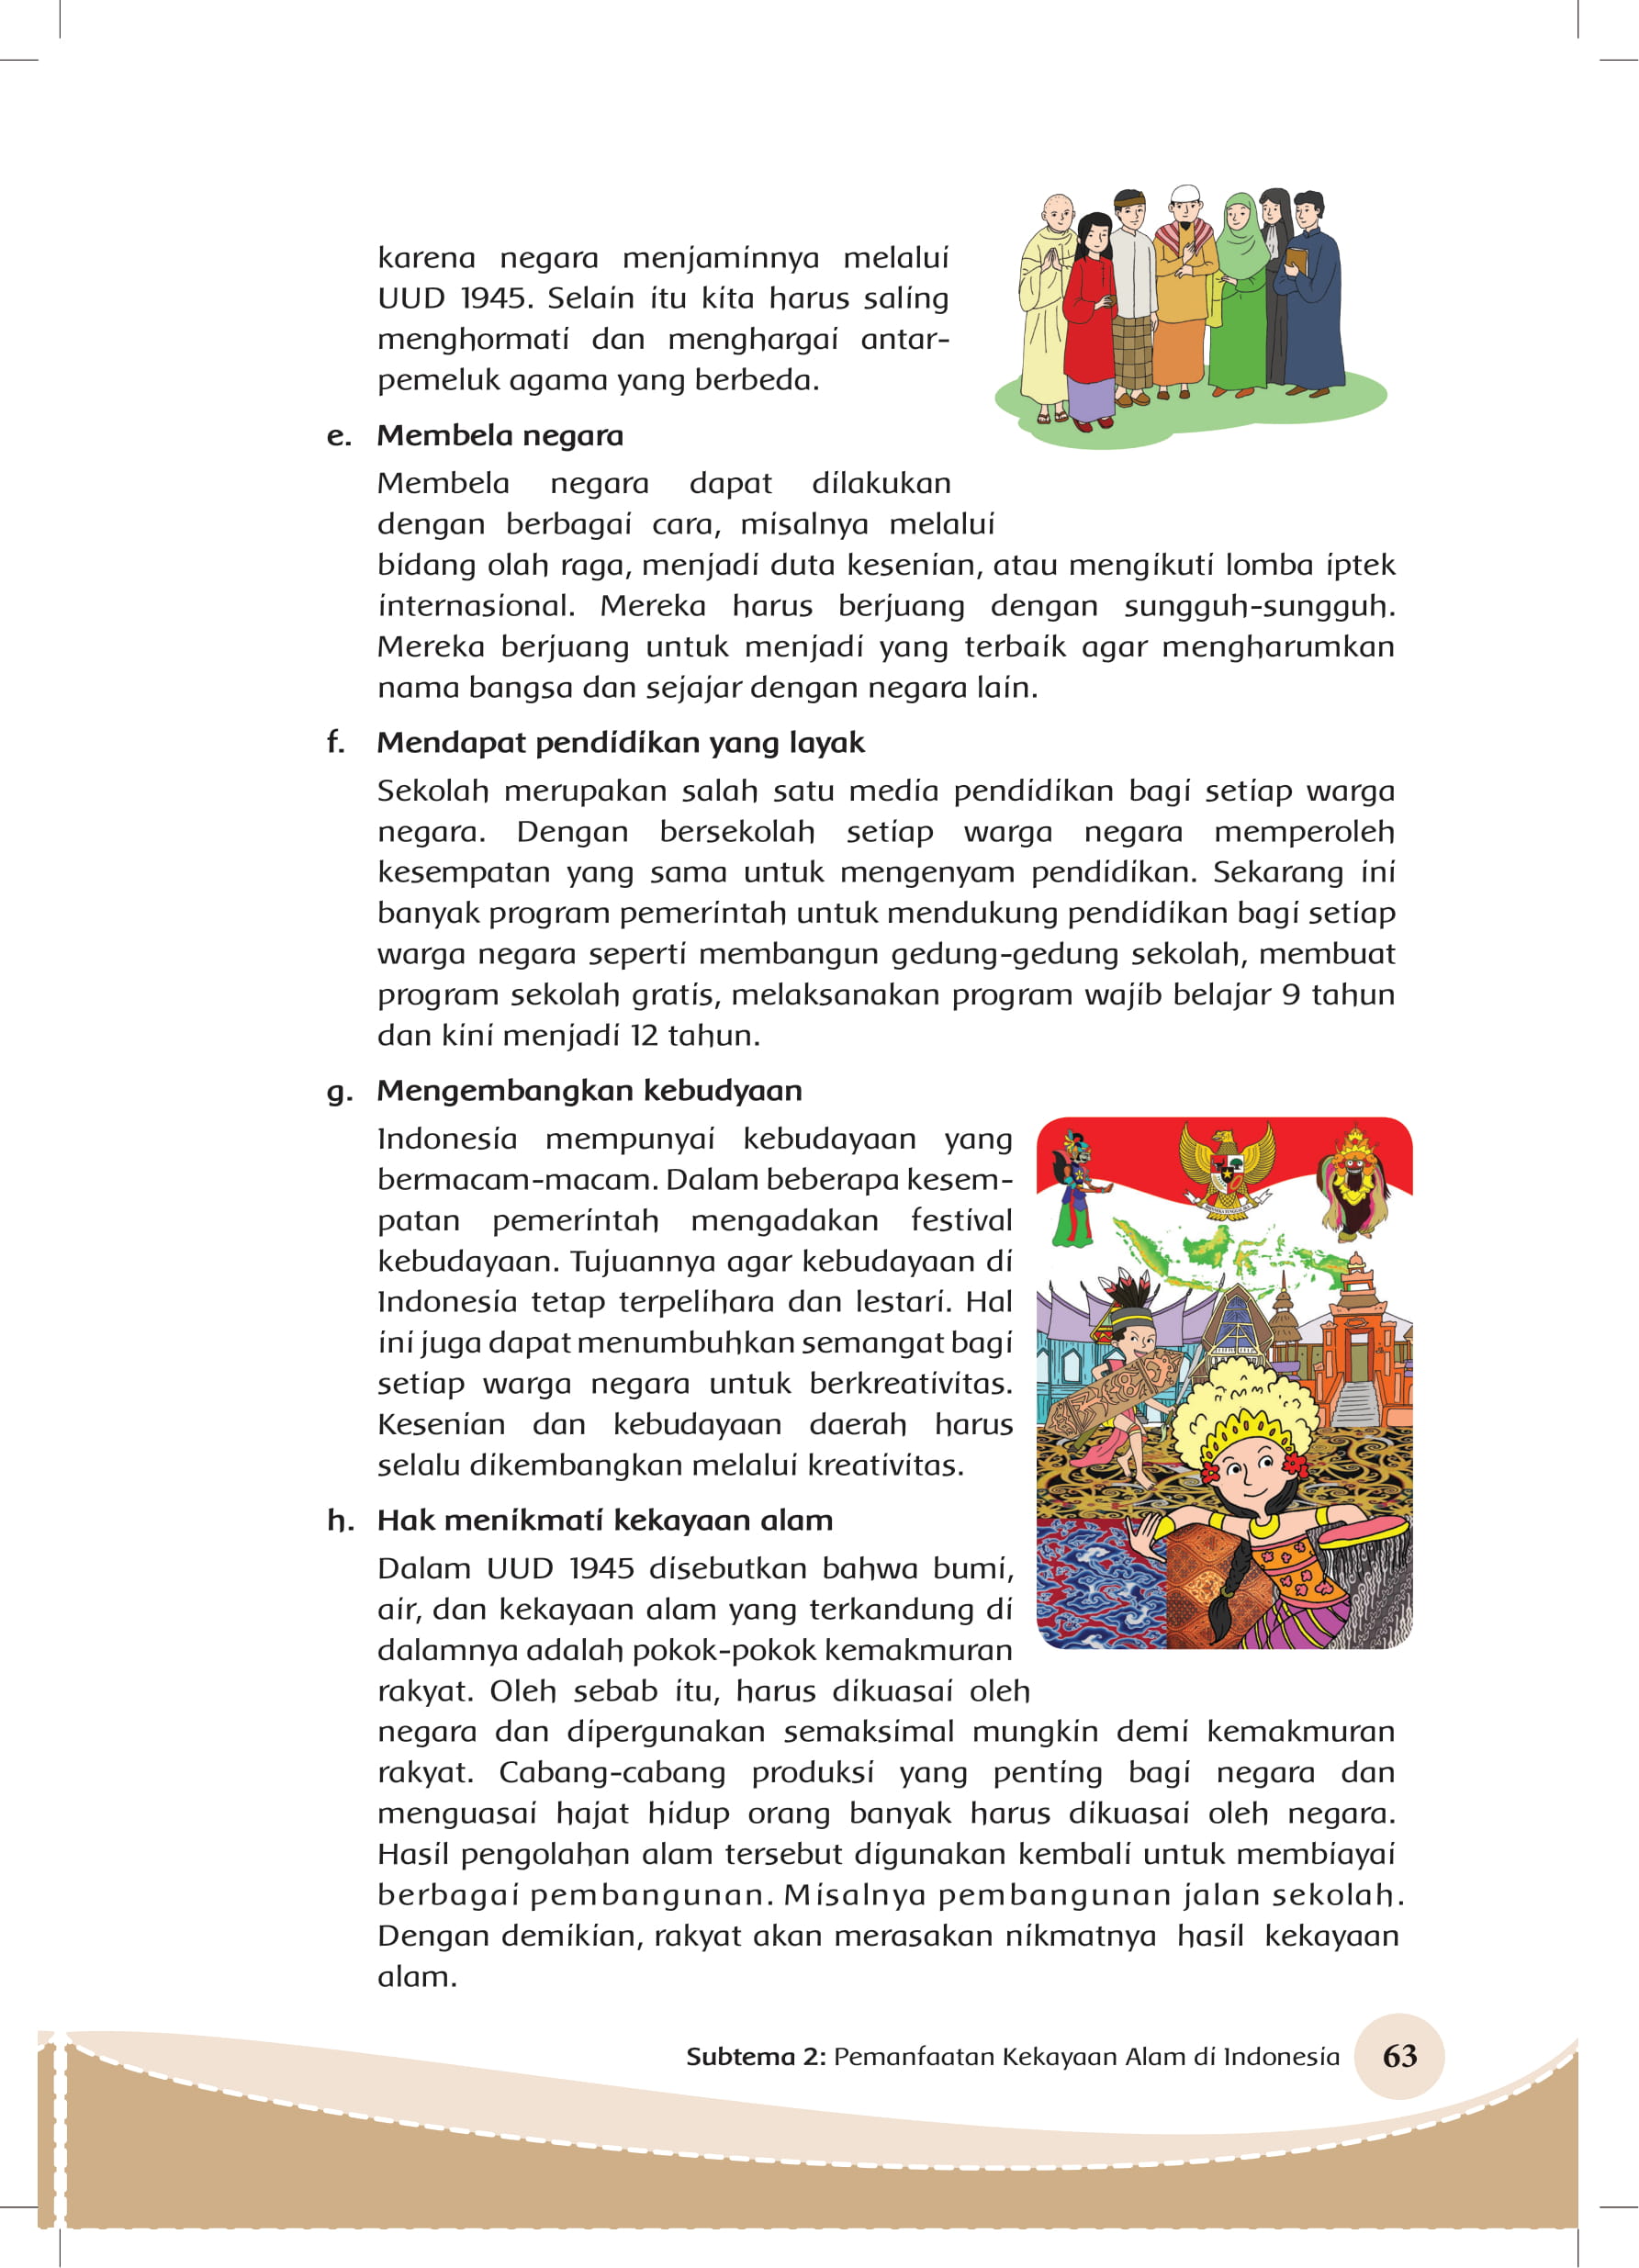 karena negara menjaminnya melalui
UUD 1945. Selain itu kita harus saling
menghormati dan menghargai antar-
pemeluk agama yang berbeda.
e. Membela negara
Membela negara dapat dilakukan
dengan berbagai cara, misalnya melalui
bidang olah raga, menjadi duta kesenian, atau mengikuti lomba iptek
internasional. Mereka harus berjuang dengan sungguh-sungguh.
Mereka berjuang untuk menjadi yang terbaik agar mengharumkan
nama bangsa dan sejajar dengan negara lain.
f. Mendapat pendidikan yang layak
Sekolah merupakan salah satu media pendidikan bagi setiap warga
negara. Dengan bersekolah setiap warga negara memperoleh
kesempatan yang sama untuk mengenyam pendidikan. Sekarang ini
banyak program pemerintah untuk mendukung pendidikan bagi setiap
warga negara seperti membangun gedung-gedung sekolah, membuat
program sekolah gratis, melaksanakan program wajib belajar 9 tahun
dan kini menjadi 12 tahun.
g. Mengembangkan kebudyaan
Indonesia mempunyai kebudayaan yang
bermacam-macam. Dalam beberapa kesem-
patan pemerintah mengadakan festival
kebudayaan. Tujuannya agar kebudayaan di
Indonesia tetap terpelihara dan lestari. Hal
ini juga dapat menumbuhkan semangat bagi
setiap warga negara untuk berkreativitas.
Kesenian dan kebudayaan daerah harus
selalu dikembangkan melalui kreativitas.
h. Hak menikmati kekayaan alam
Dalam UUD 1945 disebutkan bahwa bumi,
air, dan kekayaan alam yang terkandung di
dalamnya adalah pokok-pokok kemakmuran
rakyat. Oleh sebab itu, harus dikuasai oleh
negara dan dipergunakan semaksimal mungkin demi kemakmuran
rakyat. Cabang-cabang produksi yang penting bagi negara dan
menguasai hajat hidup orang banyak harus dikuasai oleh negara.
Hasil pengolahan alam tersebut digunakan kembali untuk membiayai
berbagai pembangunan. Misalnya pembangunan jalan sekolah.
Dengan demikian, rakyat akan merasakan nikmatnya hasil kekayaan
alam.
Subtema 2: Pemanfaatan Kekayaan Alam di Indonesia 63